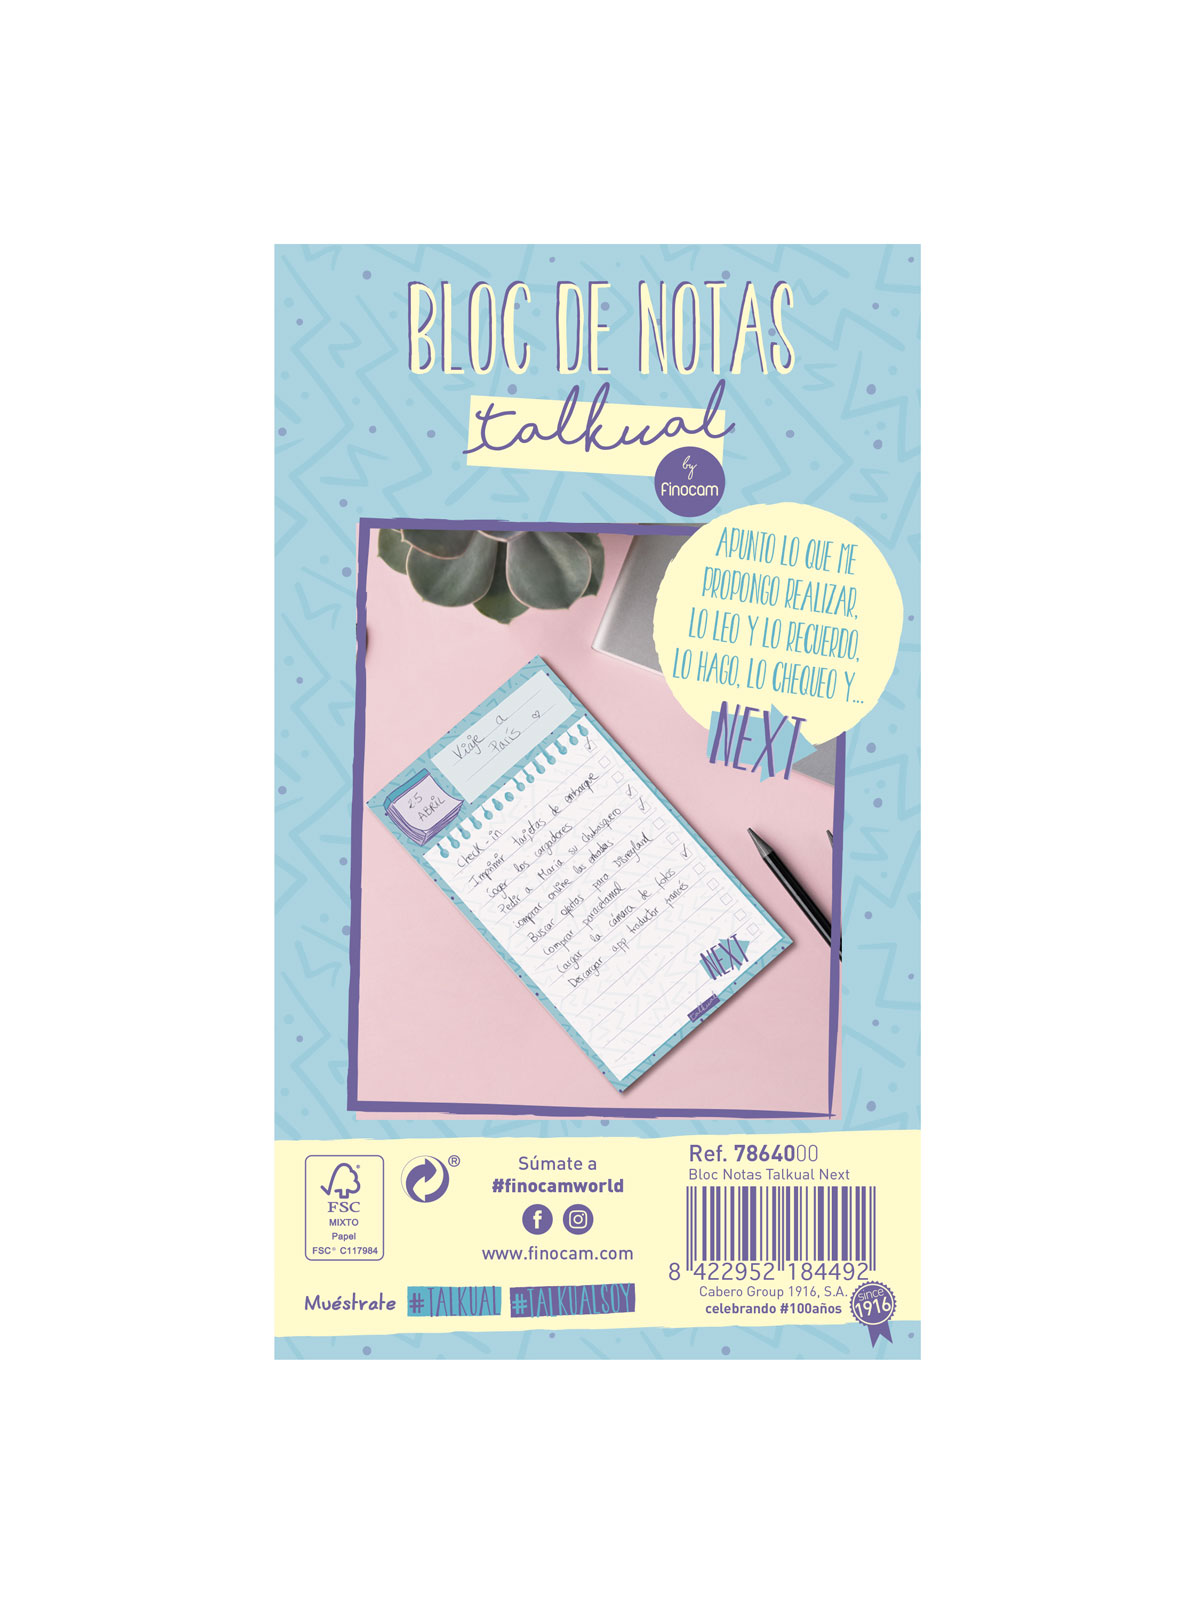 BLOC DE NOTAS
talkual
by
finocam
APUNTO LO QUE ME
PROPONGO REALIZAR,
LO LEO Y LO RECUERDO,
LO HAGO, LO CHEQUEO Y...
NEXT
Viaje a
París
25
ABRIL
Check-in
Imprimir tarjetas de embarque
Coger los cargadores
Pedir a María su chubasquero
Comprar online las entradas
Buscar ofertas para Disneyland
Comprar paracetamol
Cargar la cámara de fotos
Descargar app traductor francés
NEXT
talkual
FSC
MIXTO
Papel
FSC® C117984
®
Súmate a
#finocamworld
www.finocam.com
Muéstrate #TALKUAL #TALKUALSOY
Ref. 7864000
Bloc Notas Talkual Next
8 422952 184492
Cabero Group 1916, S.A.
celebrando #100años
since
1916